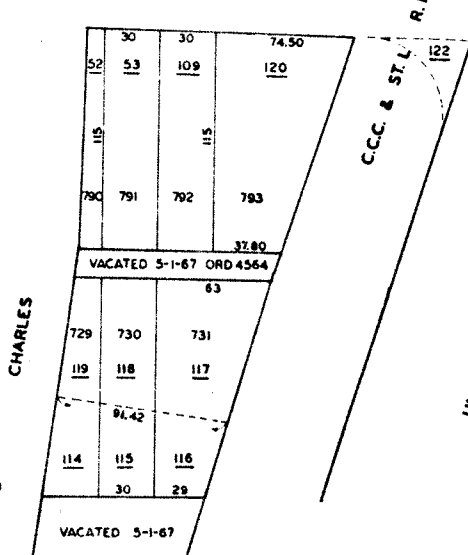 30 30 74.50
52 53 109 120 122
C.C.C. & ST. L. R.
115 115
790 791 792 793
37.80
VACATED 5-1-67 ORD 4564
63
CHARLES
729 730 731
119 118 117
91.42
114 115 116
30 29
VACATED 5-1-67